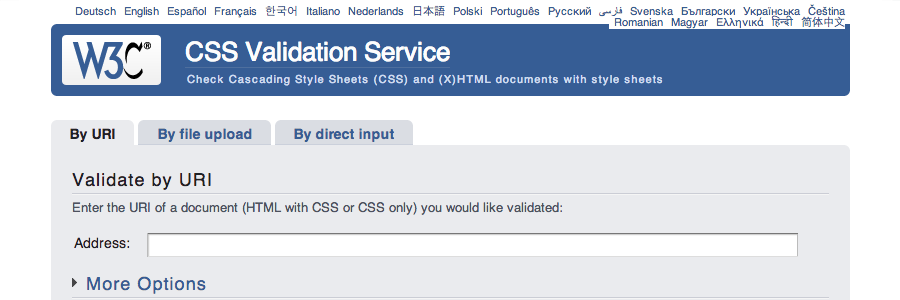 Deutsch English Español Français 한국어 Italiano Nederlands 日本語 Polski Português Русский فارسی Svenska Български Українська Čeština
Romanian Magyar Ελληνικά हिन्दी 简体中文
W3C®
CSS Validation Service
Check Cascading Style Sheets (CSS) and (X)HTML documents with style sheets
By URI By file upload By direct input
Validate by URI
Enter the URI of a document (HTML with CSS or CSS only) you would like validated:
Address:
More Options